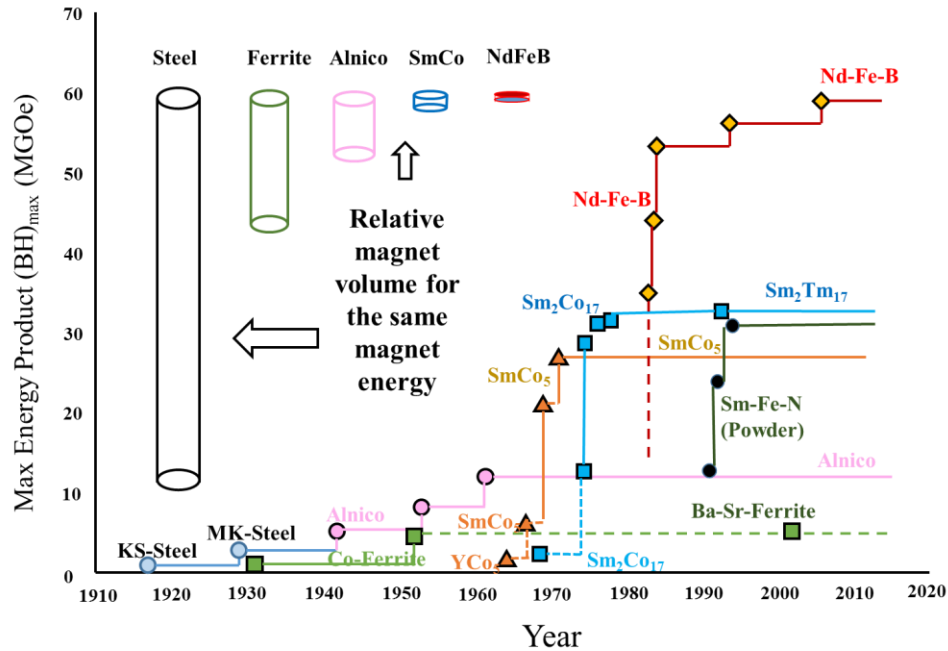 70
60
50
40
30
20
10
0
Max Energy Product (BH)max (MGOe)
Steel
Ferrite
Alnico
SmCo
NdFeB
Relative
magnet
volume for
the same
magnet
energy
Nd-Fe-B
Nd-Fe-B
Sm2Co17
Sm2Tm17
SmCo5
SmCo5
Sm-Fe-N
(Powder)
Alnico
Alnico
Ba-Sr-Ferrite
MK-Steel
KS-Steel
Co-Ferrite
SmCo
YCo
Sm2Co17
1910
1920
1930
1940
1950
1960
1970
1980
1990
2000
2010
2020
Year